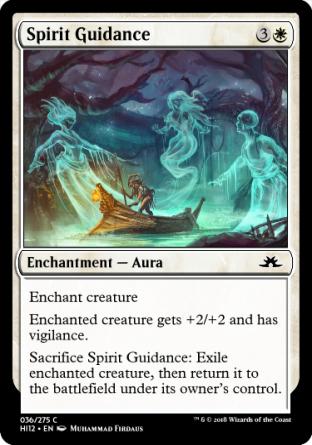 Spirit Guidance 3
Enchantment — Aura
Enchant creature
Enchanted creature gets +2/+2 and has
vigilance.
Sacrifice Spirit Guidance: Exile
enchanted creature, then return it to
the battlefield under its owner's control.
036/275 C
HI12 • EN Muhammad Firdaus
™ & © 2018 Wizards of the Coast